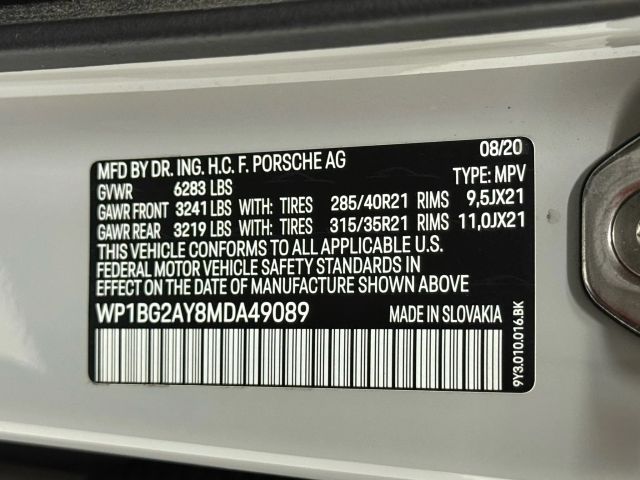 MFD BY DR. ING. H.C. F. PORSCHE AG 08/20
GVWR 6283 LBS TYPE: MPV
GAWR FRONT 3241 LBS WITH: TIRES 285/40R21 RIMS 9,5JX21
GAWR REAR 3219 LBS WITH: TIRES 315/35R21 RIMS 11,0JX21
THIS VEHICLE CONFORMS TO ALL APPLICABLE U.S.
FEDERAL MOTOR VEHICLE SAFETY STANDARDS IN
EFFECT ON THE DATE OF MANUFACTURE SHOWN ABOVE
WP1BG2AY8MDA49089 MADE IN SLOVAKIA
9Y3.010.016.BK